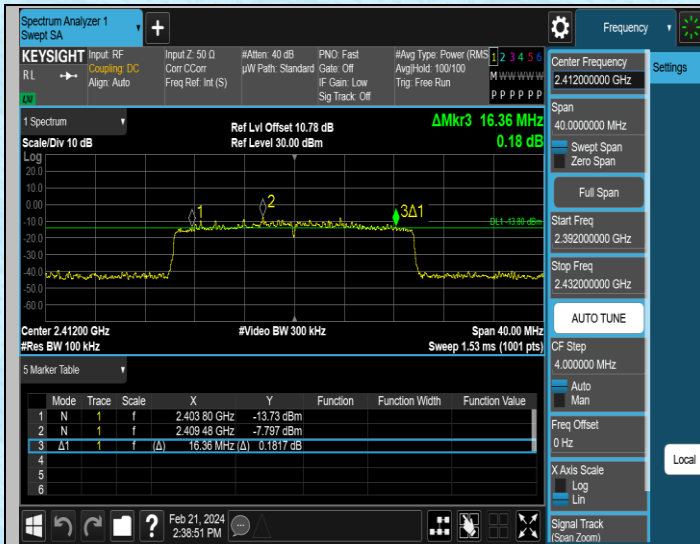 Spectrum Analyzer 1
Swept SA
Frequency
KEYSIGHT
RL
Input: RF
Coupling: DC
Align: Auto
Input Z: 50 Ω
Corr CCorr
Freq Ref: Int (S)
#Atten: 40 dB
µW Path: Standard
PNO: Fast
Gate: Off
IF Gain: Low
Sig Track: Off
#Avg Type: Power (RMS
Avg|Hold: 100/100
Trig: Free Run
1 2 3 4 5 6
M W W W W W
P P P P P P
1 Spectrum
Scale/Div 10 dB
Ref Lvl Offset 10.78 dB
Ref Level 30.00 dBm
ΔMkr3 16.36 MHz
0.18 dB
Log
20.0
10.0
0.00
-10.0
-20.0
-30.0
-40.0
-50.0
-60.0
1
2
3Δ1
DL1 -13.80 dBm
Center 2.41200 GHz
#Res BW 100 kHz
#Video BW 300 kHz
Span 40.00 MHz
Sweep 1.53 ms (1001 pts)
5 Marker Table
Mode Trace Scale X Y Function Function Width Function Value
1 N 1 f 2.403 80 GHz -13.73 dBm
2 N 1 f 2.409 48 GHz -7.797 dBm
3 Δ1 1 f (Δ) 16.36 MHz (Δ) 0.1817 dB
4
5
6
Feb 21, 2024
2:38:51 PM
Center Frequency
2.412000000 GHz
Settings
Span
40.0000000 MHz
Swept Span
Zero Span
Full Span
Start Freq
2.392000000 GHz
Stop Freq
2.432000000 GHz
AUTO TUNE
CF Step
4.000000 MHz
Auto
Man
Freq Offset
0 Hz
Local
X Axis Scale
Log
Lin
Signal Track
(Span Zoom)